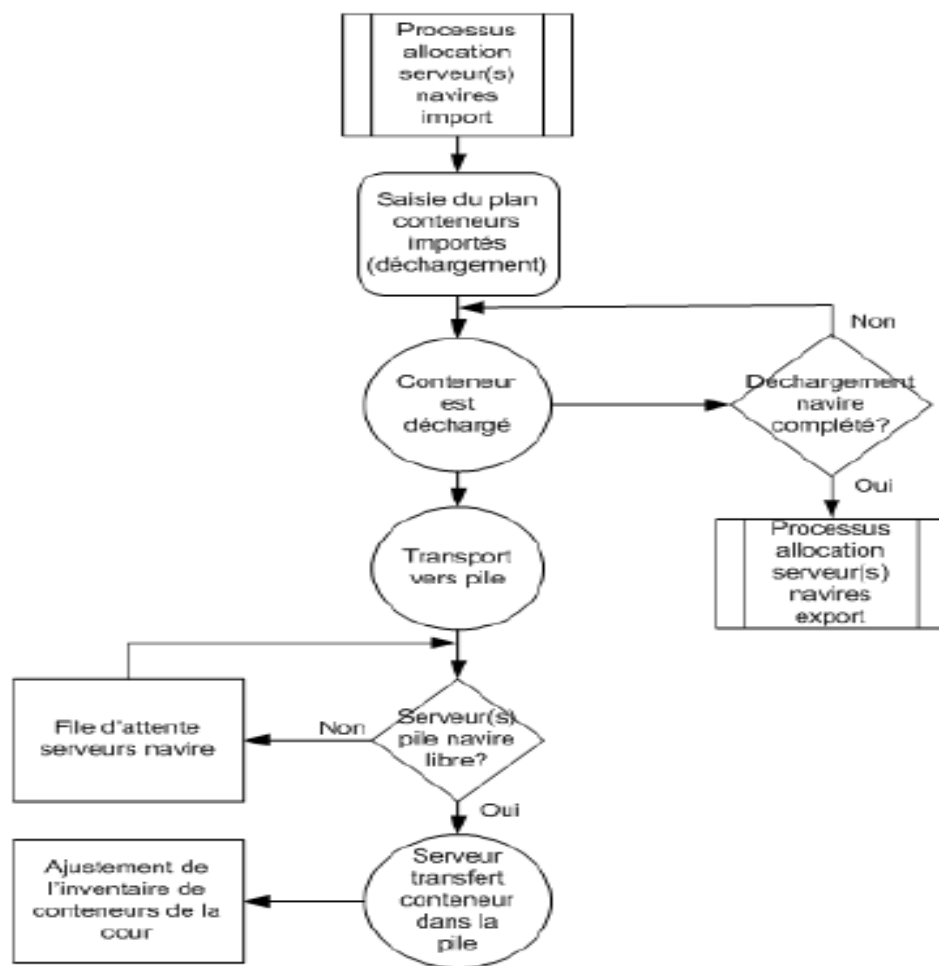 Processus
allocation
serveur(s)
navires
import
Saisie du plan
conteneurs
importés
(déchargement)
Non
Conteneur
est
déchargé
Déchargement
navire
complété?
Oui
Processus
allocation
serveur(s)
navires
export
Transport
vers pile
File d'attente
serveurs navire
Non
Serveur(s)
pile navire
libre?
Oui
Ajustement de
l'inventaire de
conteneurs de la
cour
Serveur
transfert
conteneur
dans la
pile